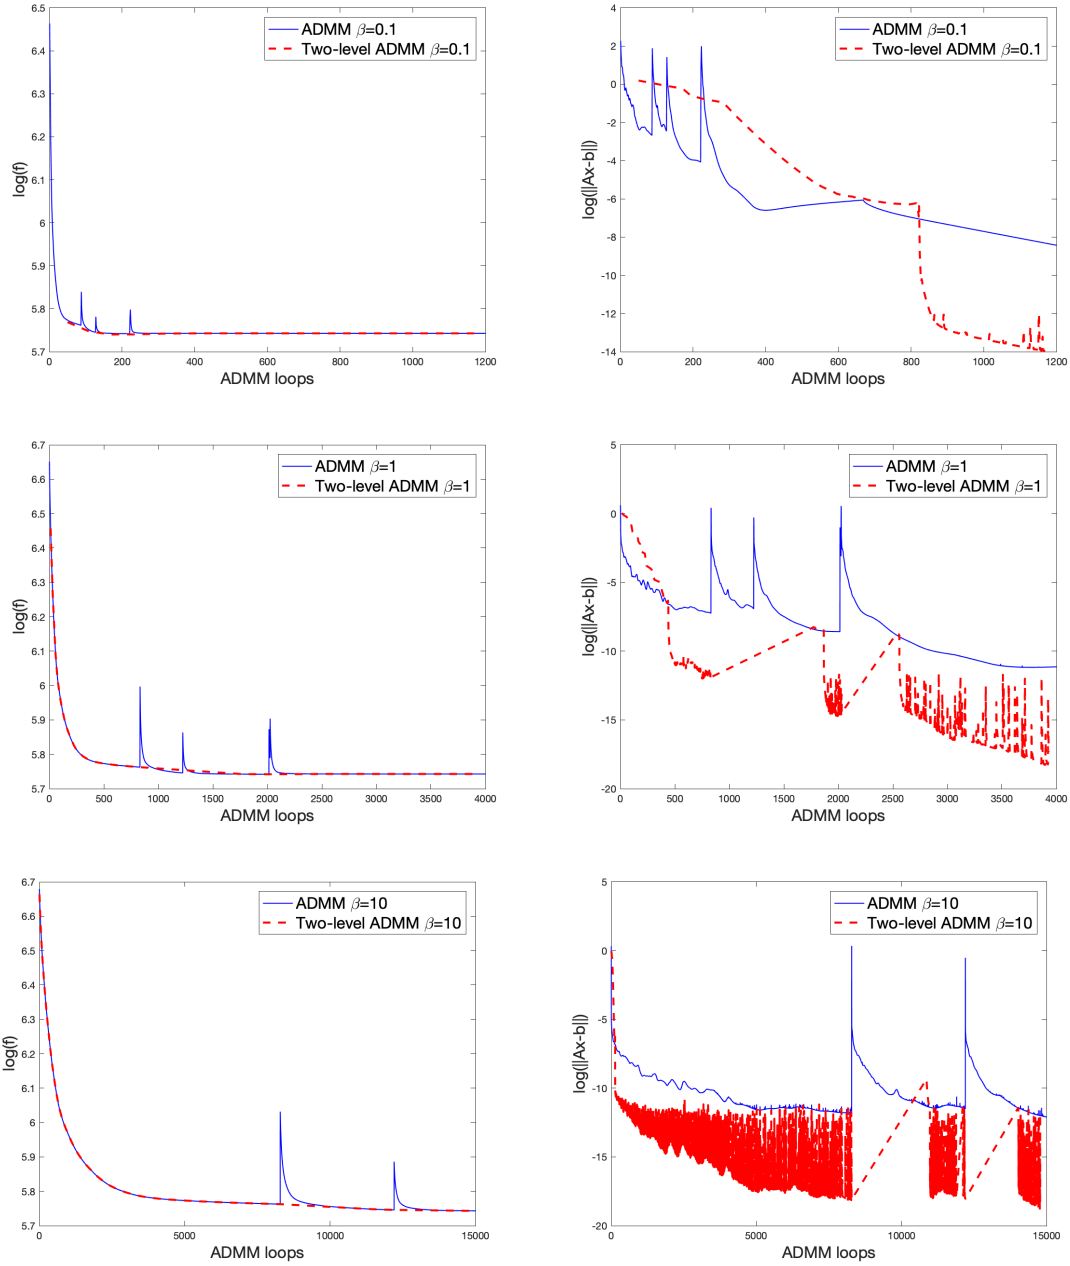 6.5
6.4
6.3
6.2
6.1
6
5.9
5.8
5.7
log(f)
0 200 400 600 800 1000 1200
ADMM loops
ADMM β=0.1
Two-level ADMM β=0.1
4
2
0
-2
-4
-6
-8
-10
-12
-14
log(||Ax-b||)
0 200 400 600 800 1000 1200
ADMM loops
ADMM β=0.1
Two-level ADMM β=0.1
6.7
6.6
6.5
6.4
6.3
6.2
6.1
6
5.9
5.8
5.7
log(f)
0 500 1000 1500 2000 2500 3000 3500 4000
ADMM loops
ADMM β=1
Two-level ADMM β=1
5
0
-5
-10
-15
-20
log(||Ax-b||)
0 500 1000 1500 2000 2500 3000 3500 4000
ADMM loops
ADMM β=1
Two-level ADMM β=1
6.7
6.6
6.5
6.4
6.3
6.2
6.1
6
5.9
5.8
5.7
log(f)
0 5000 10000 15000
ADMM loops
ADMM β=10
Two-level ADMM β=10
5
0
-5
-10
-15
-20
log(||Ax-b||)
0 5000 10000 15000
ADMM loops
ADMM β=10
Two-level ADMM β=10